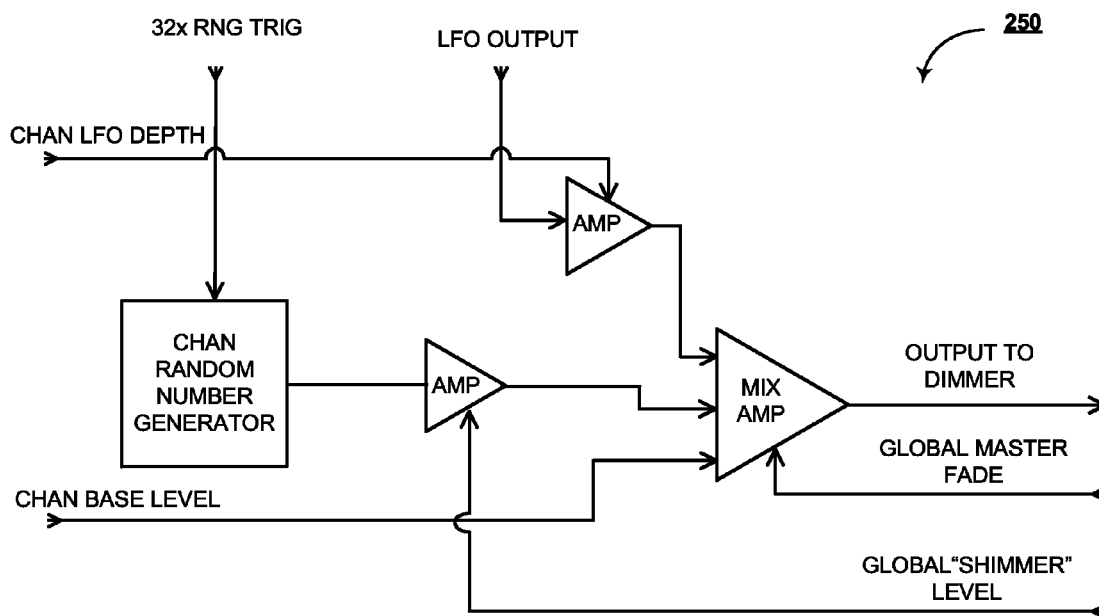 32x RNG TRIG
LFO OUTPUT
250
CHAN LFO DEPTH
AMP
CHAN
RANDOM
NUMBER
GENERATOR
AMP
MIX
AMP
OUTPUT TO
DIMMER
GLOBAL MASTER
FADE
CHAN BASE LEVEL
GLOBAL“SHIMMER”
LEVEL